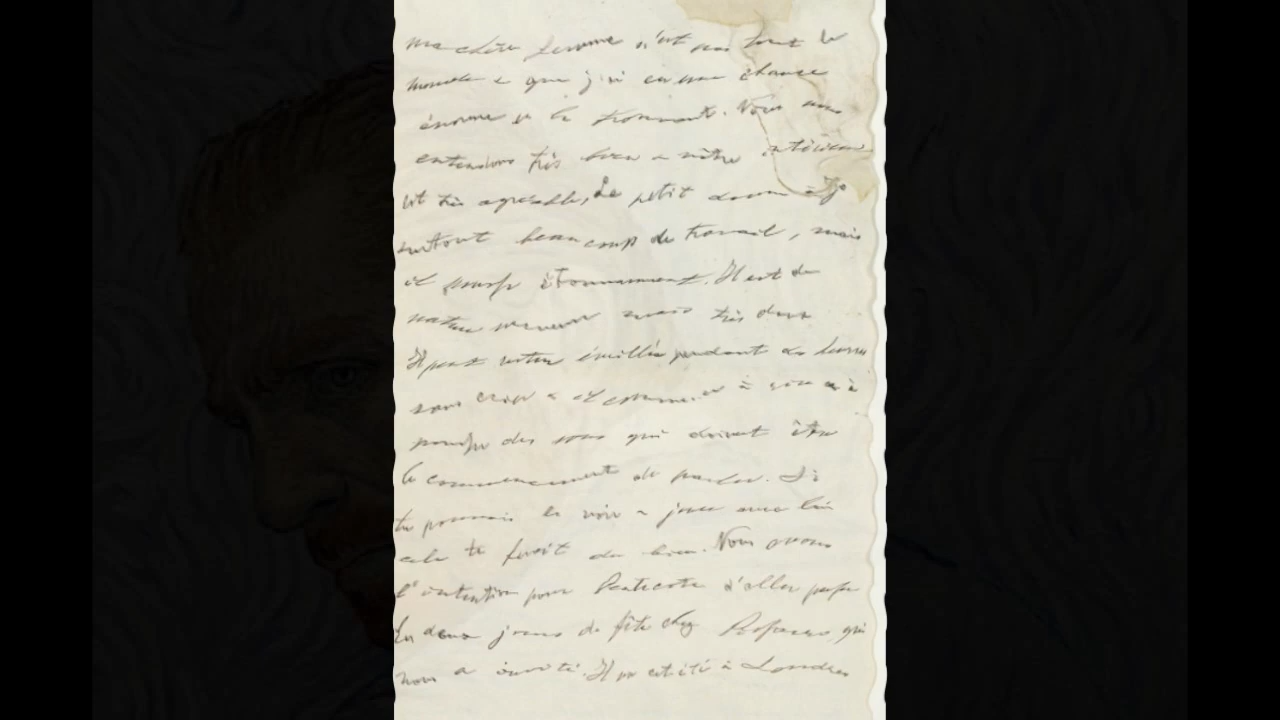 ma chère femme n'est pas tout le
monde e que j'ai eu une chance
énorme je la trouvant. Nous nous
entendons très bien e nôtre intérieur
est très agréable, Le petit donne
surtout beaucoup de travail, mais
il pousse étonnamment. Il est de
nature nerveuse mais très doux
Il peut rester éveillé pendant des heures
sans crier e il commence à rire e à
pousser des sons qui doivent être
le commencement de parler. Si
tu pouvais le voir e jouer avec lui
cela te ferait du bien. Nous avons
l'intention pour Pentecote d'aller passer
les deux jours de fête chez qui
nous a invité. Il a été à Londres